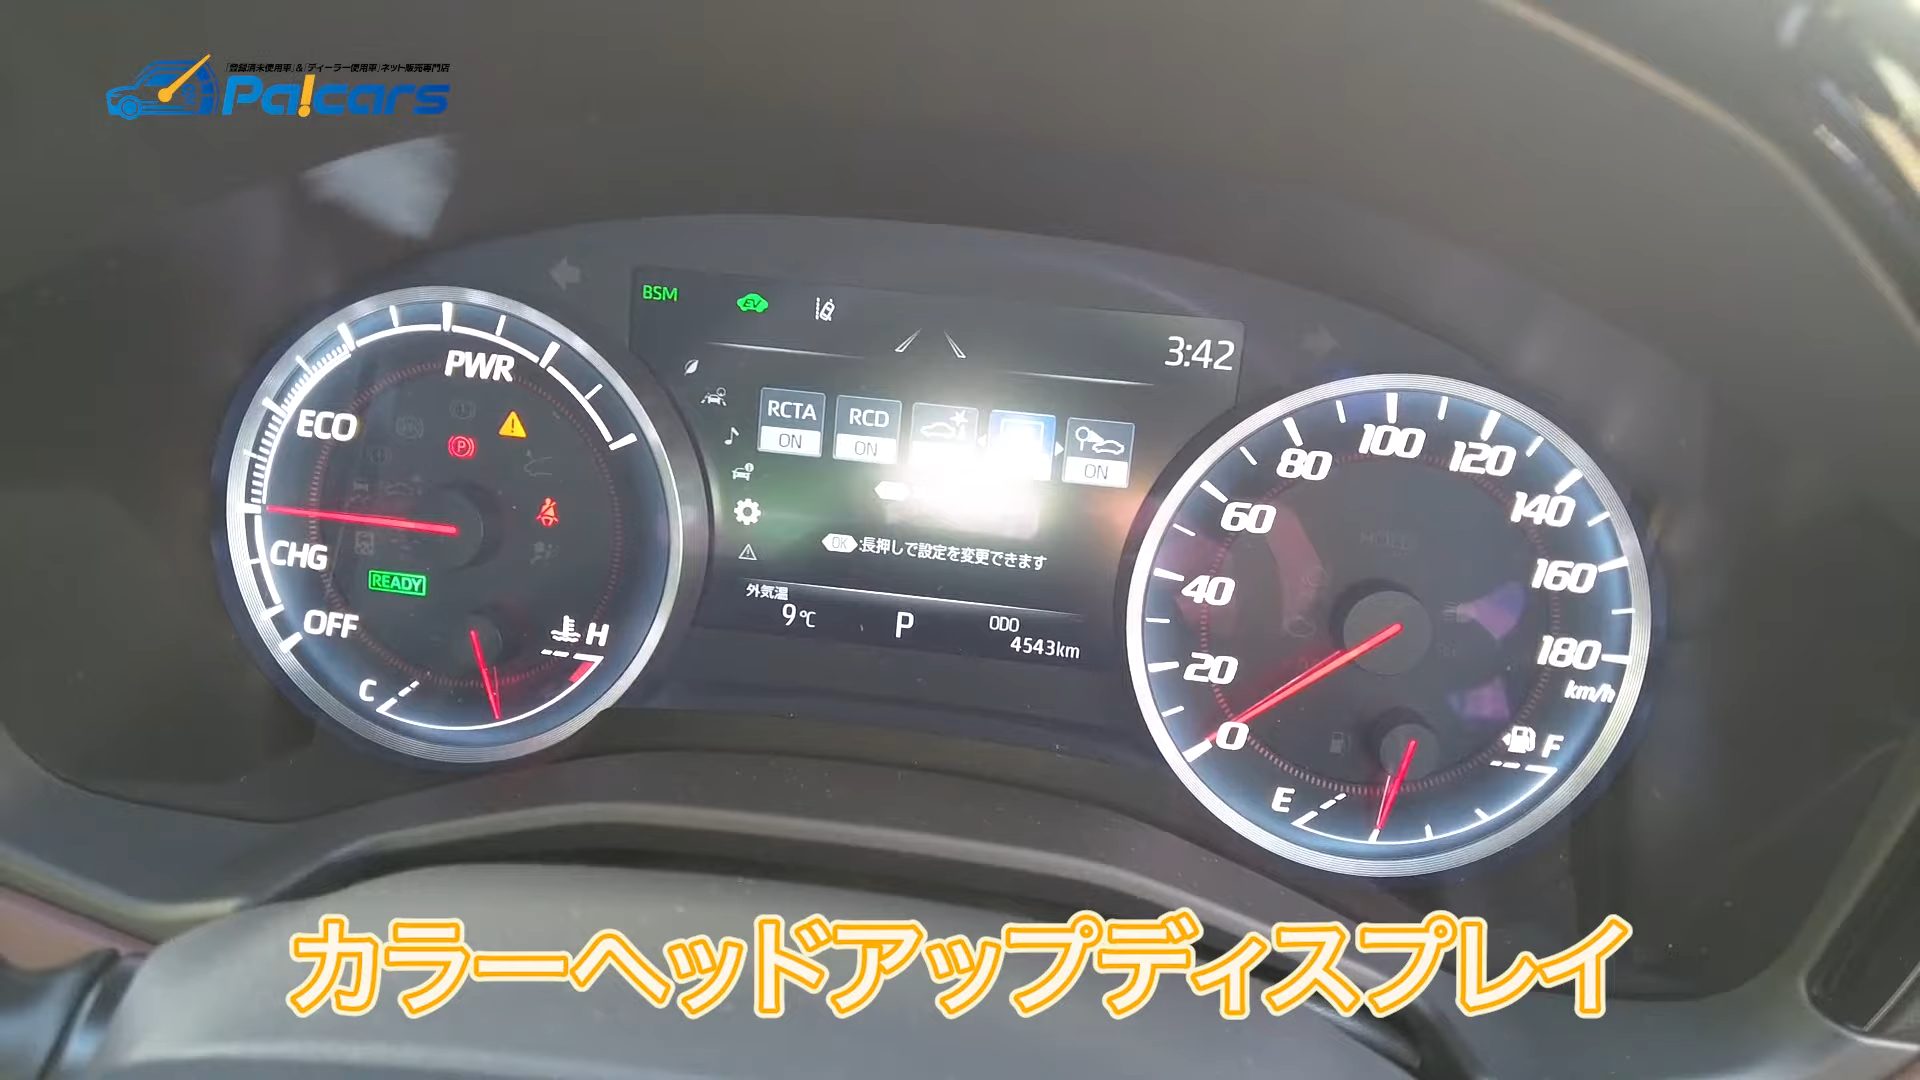 「登録済未使用車」&「ディーラー使用車」ネット販売専門店
Pa!cars
BSM
EV
3:42
RCTA
ON
RCD
ON
ON
OK :長押しで設定を変更できます
外気温
9℃
P
ODO
4543km
PWR
ECO
CHG
OFF
READY
C
H
0
20
40
60
80
100
120
140
160
180
km/h
E
F
カラーヘッドアップディスプレイ